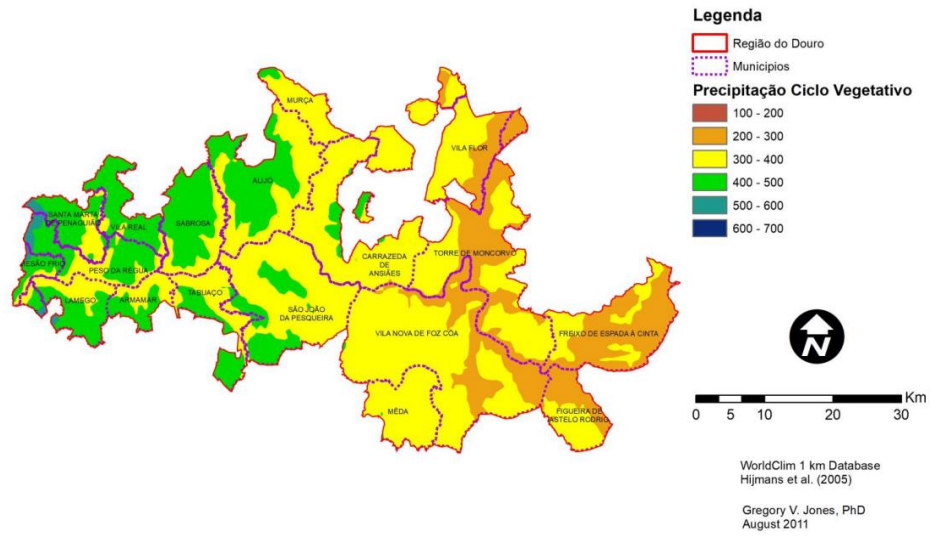 Legenda
Região do Douro
Municipios
Precipitação Ciclo Vegetativo
100 - 200
200 - 300
300 - 400
400 - 500
500 - 600
600 - 700
MURÇA
VILA FLOR
ALIJÓ
SANTA MARTA
DE PENAGUIÃO
VILA REAL
SABROSA
MESÃO FRIO
PESO DA RÉGUA
CARRAZEDA
DE
ANSIÃES
TORRE DE MONCORVO
LAMEGO
ARMAMAR
TABUAÇO
SÃO JOÃO
DA PESQUEIRA
VILA NOVA DE FOZ CÔA
FREIXO DE ESPADA À CINTA
MÊDA
FIGUEIRA DE
ASTELO RODRIG
N
Km
0 5 10 20 30
WorldClim 1 km Database
Hijmans et al. (2005)
Gregory V. Jones, PhD
August 2011